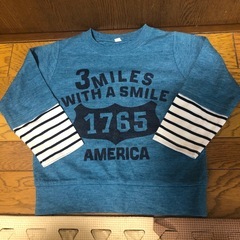 3 MILES
WITH A SMILE
1765
AMERICA